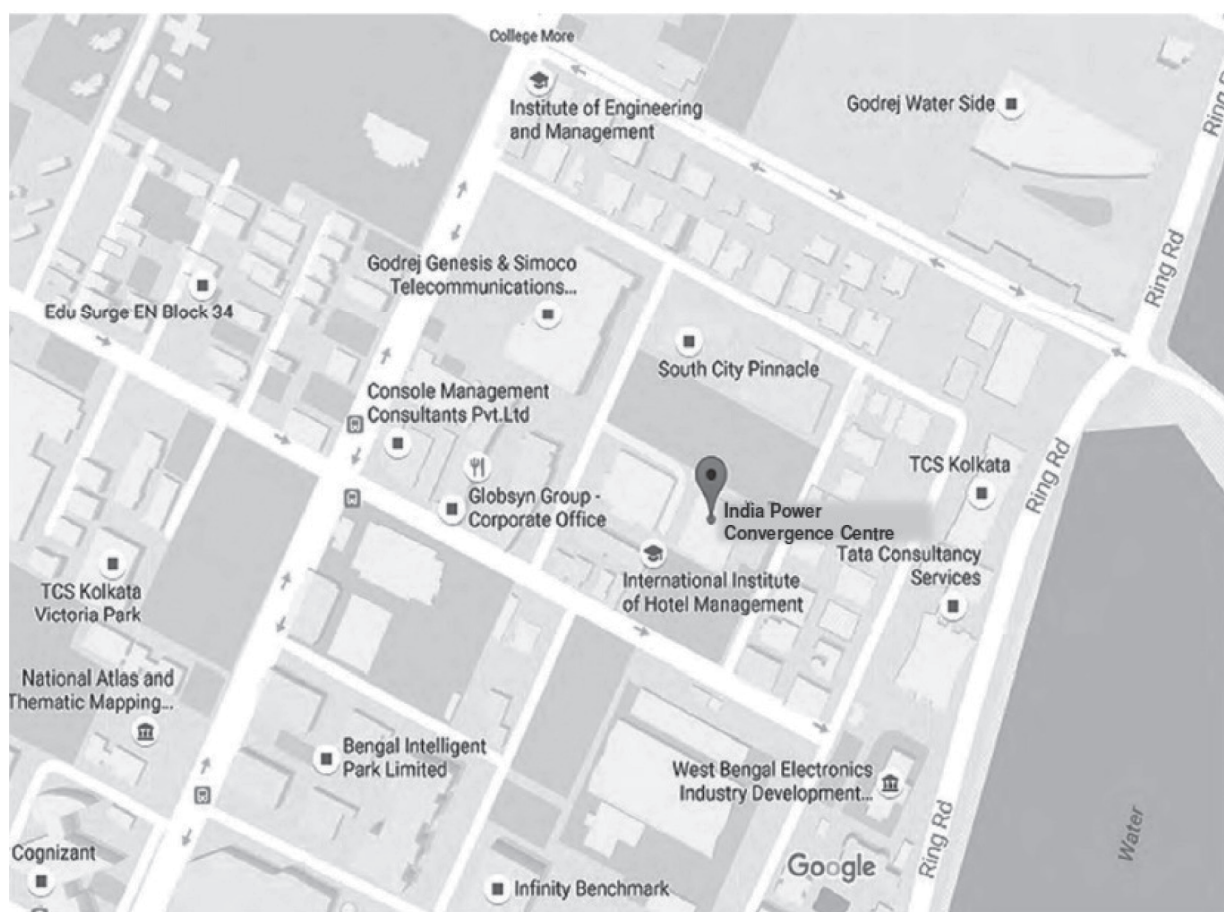 College More
Institute of Engineering
and Management
Godrej Water Side
Ring Rd
Ring Rd
Godrej Genesis & Simoco
Telecommunications...
Edu Surge EN Block 34
South City Pinnacle
Console Management
Consultants Pvt.Ltd
Ring Rd
TCS Kolkata
Globsyn Group -
Corporate Office
India Power
Convergence Centre
Tata Consultancy
Services
TCS Kolkata
Victoria Park
International Institute
of Hotel Management
National Atlas and
Thematic Mapping...
Bengal Intelligent
Park Limited
West Bengal Electronics
Industry Development...
Ring Rd
Water
Cognizant
Google
Infinity Benchmark